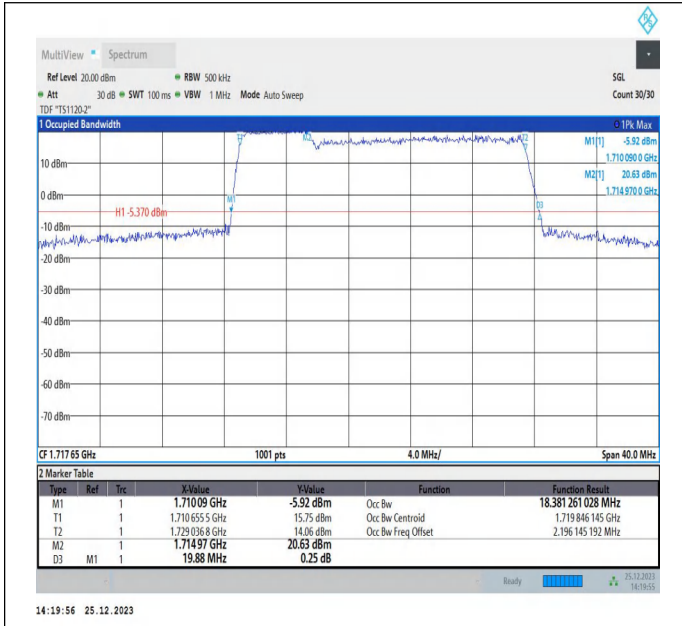 R S
MultiView Spectrum
Ref Level 20.00 dBm RBW 500 kHz SGL
Att 30 dB SWT 100 ms VBW 1 MHz Mode Auto Sweep Count 30/30
TDF "TS1120-2"
1 Occupied Bandwidth 1Pk Max
M1[1] -5.92 dBm
1.710 090 0 GHz
M2[1] 20.63 dBm
1.714 970 0 GHz
T1 M2 T2
10 dBm
0 dBm
M1 D3
H1 -5.370 dBm
-10 dBm
-20 dBm
-30 dBm
-40 dBm
-50 dBm
-60 dBm
-70 dBm
CF 1.717 65 GHz 1001 pts 4.0 MHz/ Span 40.0 MHz
2 Marker Table
Type Ref Trc X-Value Y-Value Function Function Result
M1 1 1.71009 GHz -5.92 dBm Occ Bw 18.381 261 028 MHz
T1 1 1.710 655 5 GHz 15.75 dBm Occ Bw Centroid 1.719 846 145 GHz
T2 1 1.729 036 8 GHz 14.06 dBm Occ Bw Freq Offset 2.196 145 192 MHz
M2 1 1.714 97 GHz 20.63 dBm
D3 M1 1 19.88 MHz 0.25 dB
Ready 25.12.2023
14:19:55
14:19:56 25.12.2023